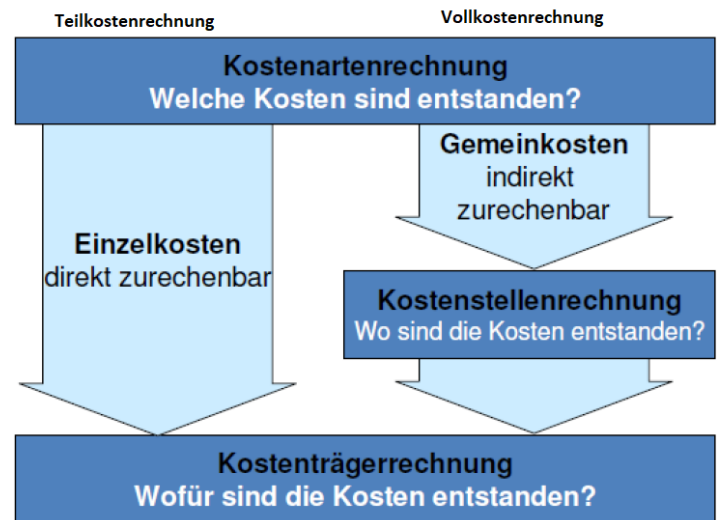 Teilkostenrechnung
Vollkostenrechnung
Kostenartenrechnung
Welche Kosten sind entstanden?
Gemeinkosten
indirekt
zurechenbar
Einzelkosten
direkt zurechenbar
Kostenstellenrechnung
Wo sind die Kosten entstanden?
Kostenträgerrechnung
Wofür sind die Kosten entstanden?